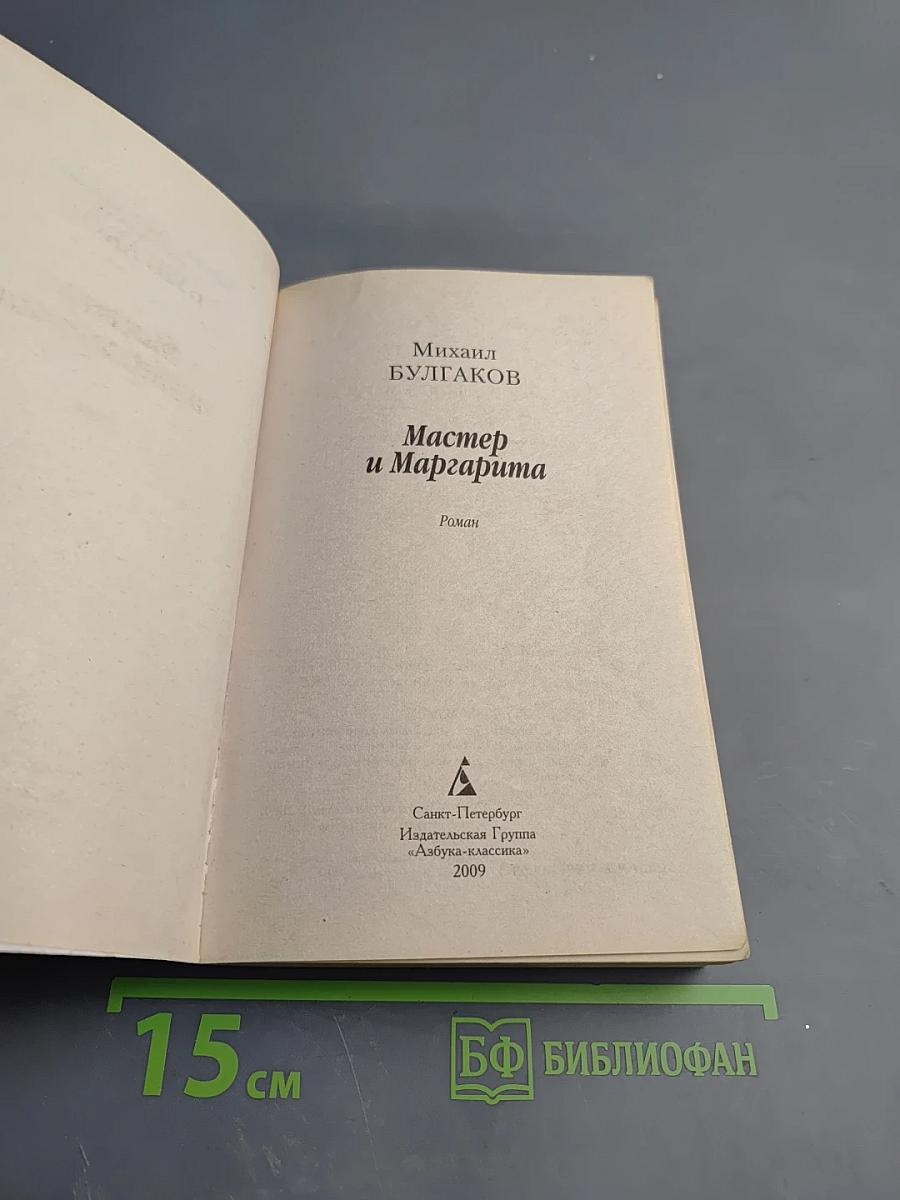 Михаил
БУЛГАКОВ
Мастер
и Маргарита
Роман
Санкт-Петербург
Издательская Группа
«Азбука-классика»
2009
15 см
БФ БИБЛИОФАН